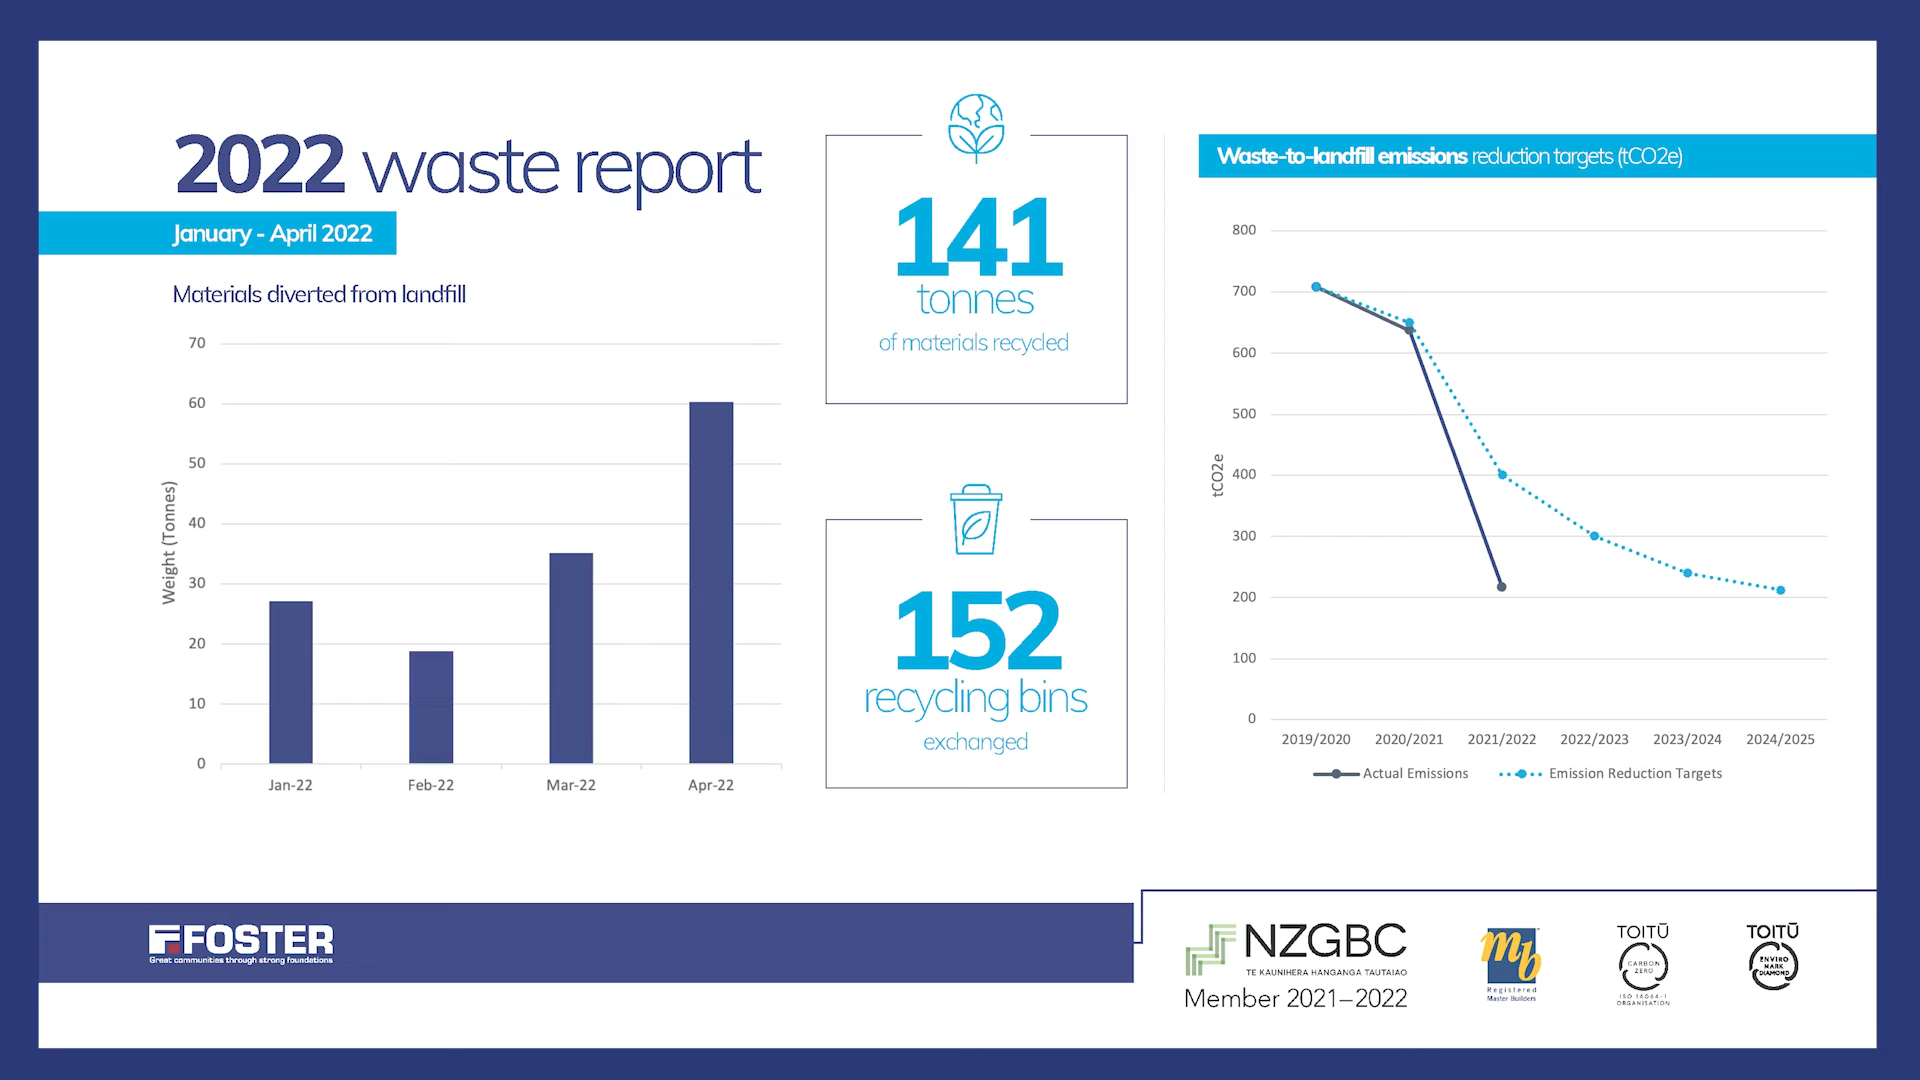 2022 waste report
January - April 2022
Materials diverted from landfill
70
60
50
40
30
20
10
0
Weight (Tonnes)
Jan-22 Feb-22 Mar-22 Apr-22
141
tonnes
of materials recycled
152
recycling bins
exchanged
Waste-to-landfill emissions reduction targets (tCO2e)
800
700
600
500
400
300
200
100
0
tCO2e
2019/2020 2020/2021 2021/2022 2022/2023 2023/2024 2024/2025
Actual Emissions Emission Reduction Targets
FOSTER
Great communities through strong foundations
NZGBC
TE KAUNIHERA HANGANGA TAUTAIAO
Member 2021–2022
mb
Registered
Master Builders
TOITŪ
CARBON
ZERO
ISO 14064-1
ORGANISATION
TOITŪ
ENVIRO
MARK
DIAMOND